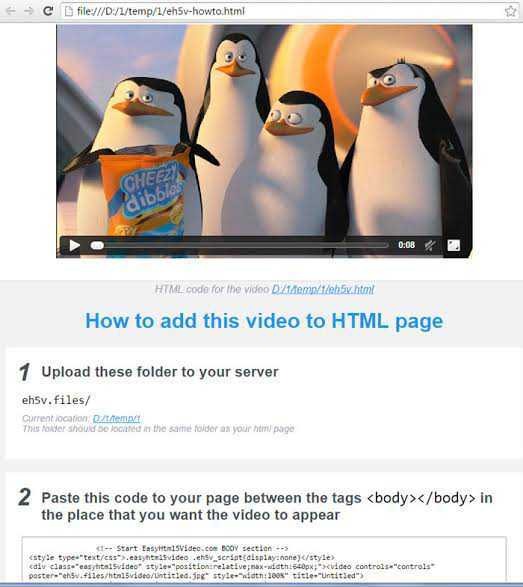 file:///D:/1/temp/1/eh5v-howto.html
CHEEZY
dibbles
0:08
HTML code for the video D:/1/temp/1/eh5v.html
How to add this video to HTML page
1 Upload these folder to your server
eh5v.files/
Current location: D:/1/temp/1
This folder should be located in the same folder as your html page
2 Paste this code to your page between the tags <body></body> in
the place that you want the video to appear
<!-- Start EasyHtml5Video.com BODY section -->
<style type="text/css">.easyhtml5video .eh5v_script{display:none}</style>
<div class="easyhtml5video" style="position:relative;max-width:640px;"><video controls="controls"
poster="eh5v.files/html5video/Untitled.jpg" style="width:100%" title="Untitled">